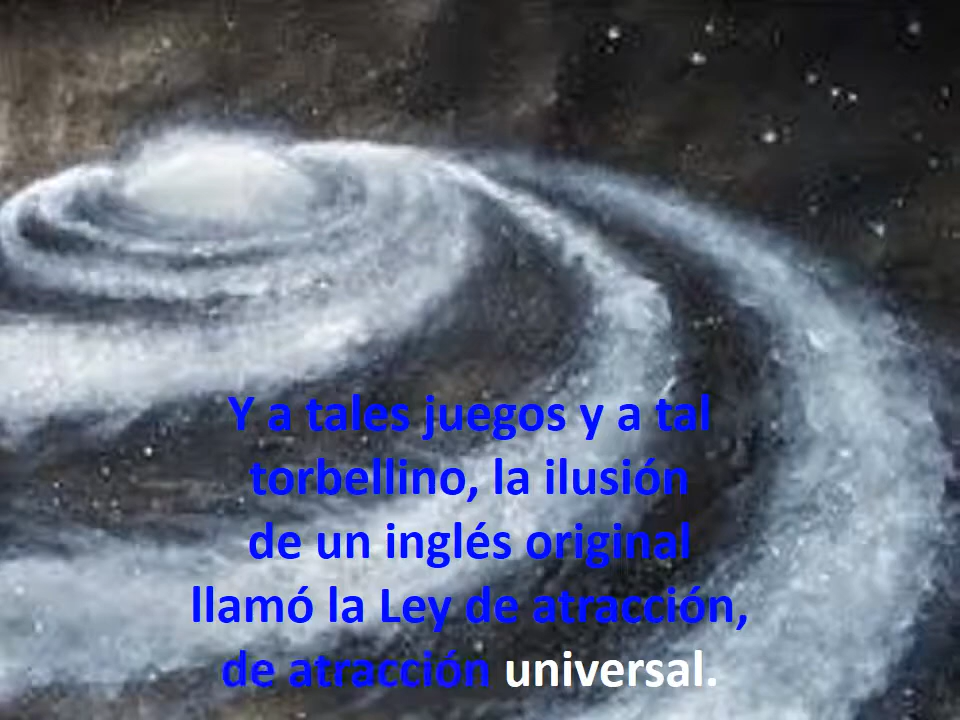 Y a tales juegos y a tal
torbellino, la ilusión
de un inglés original
llamó la Ley de atracción,
de atracción universal.